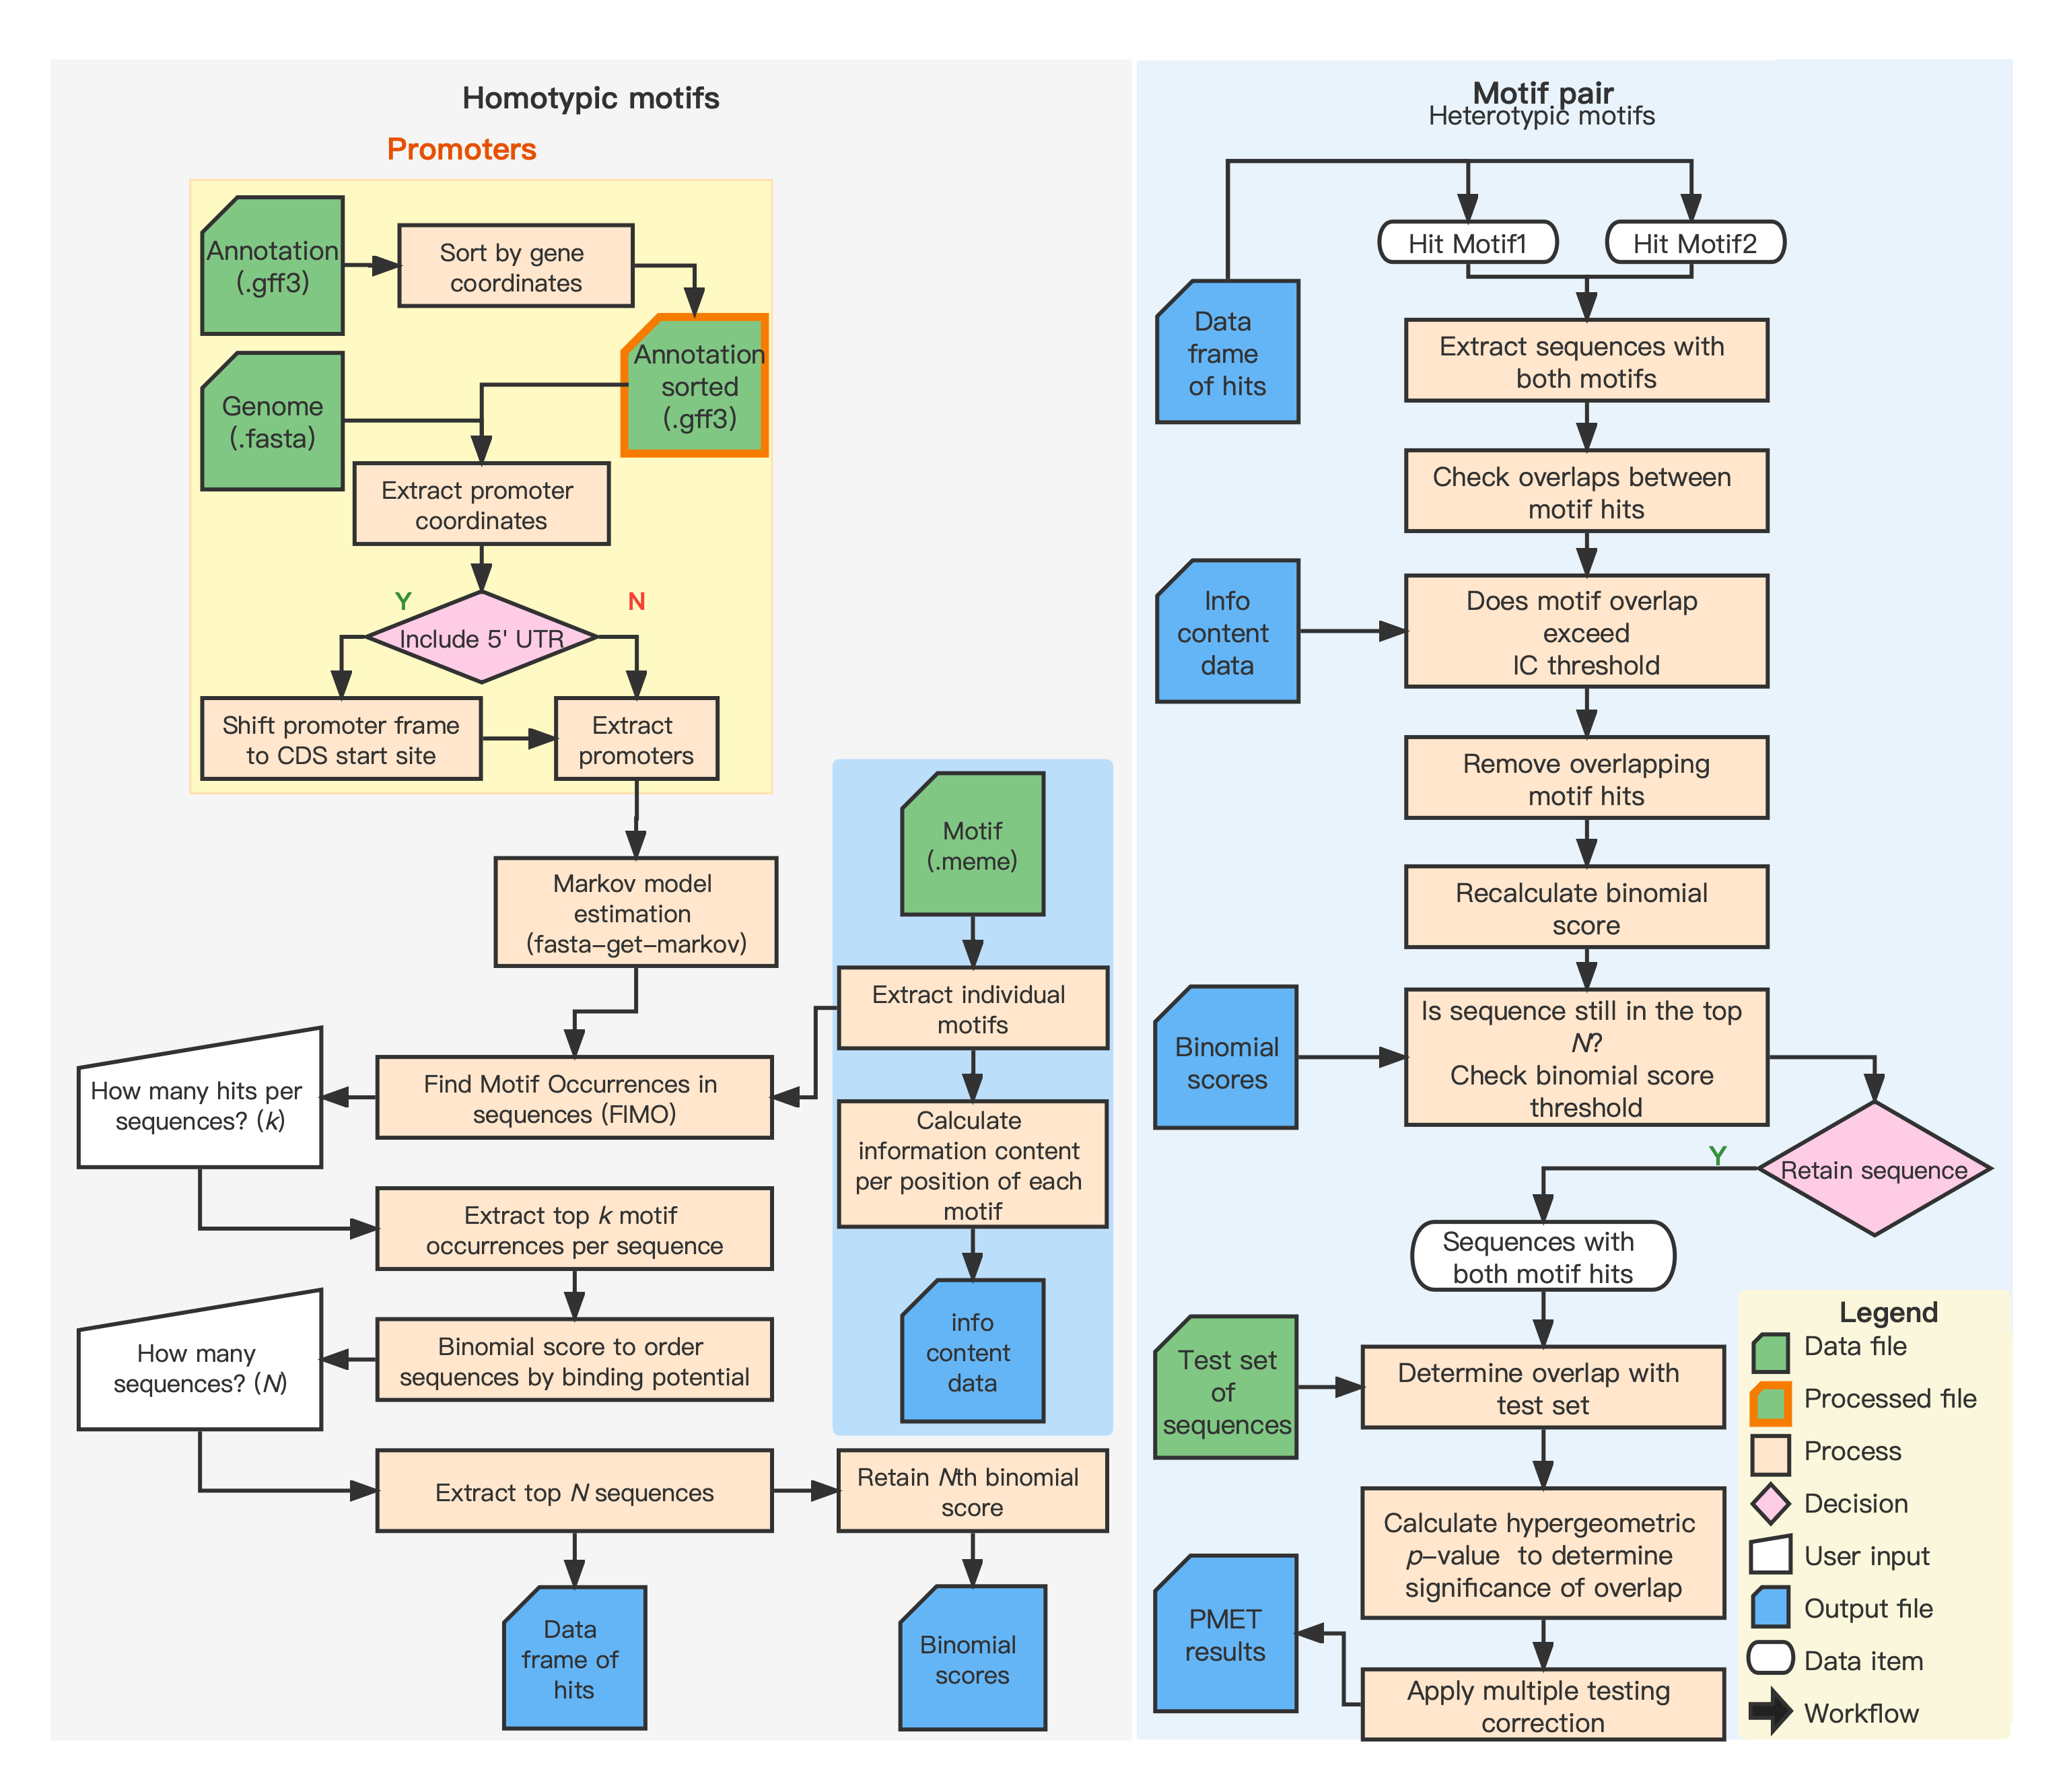 Homotypic motifs
Promoters
Annotation
(.gff3)
Sort by gene
coordinates
Annotation
sorted
(.gff3)
Genome
(.fasta)
Extract promoter
coordinates
Y
N
Include 5' UTR
Shift promoter frame
to CDS start site
Extract
promoters
Markov model
estimation
(fasta-get-markov)
Motif
(.meme)
Extract individual
motifs
How many hits per
sequences? (k)
Find Motif Occurrences in
sequences (FIMO)
Calculate
information content
per position of each
motif
Extract top k motif
occurrences per sequence
info
content
data
How many
sequences? (N)
Binomial score to order
sequences by binding potential
Extract top N sequences
Retain Nth binomial
score
Data
frame of
hits
Binomial
scores
Motif pair
Heterotypic motifs
Hit Motif1
Hit Motif2
Data
frame
of hits
Extract sequences with
both motifs
Check overlaps between
motif hits
Info
content
data
Does motif overlap
exceed
IC threshold
Remove overlapping
motif hits
Recalculate binomial
score
Binomial
scores
Is sequence still in the top
N?
Check binomial score
threshold
Y
Retain sequence
Sequences with
both motif hits
Test set
of
sequences
Determine overlap with
test set
Calculate hypergeometric
p-value to determine
significance of overlap
PMET
results
Apply multiple testing
correction
Legend
Data file
Processed file
Process
Decision
User input
Output file
Data item
Workflow